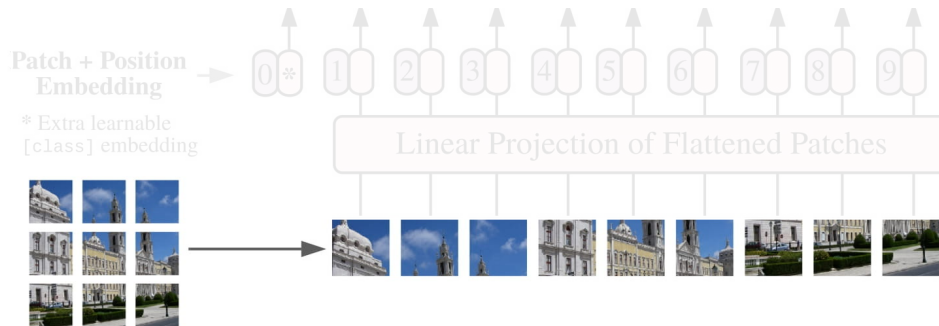 Patch + Position
Embedding
* Extra learnable
[class] embedding
0 * 1 2 3 4 5 6 7 8 9
Linear Projection of Flattened Patches